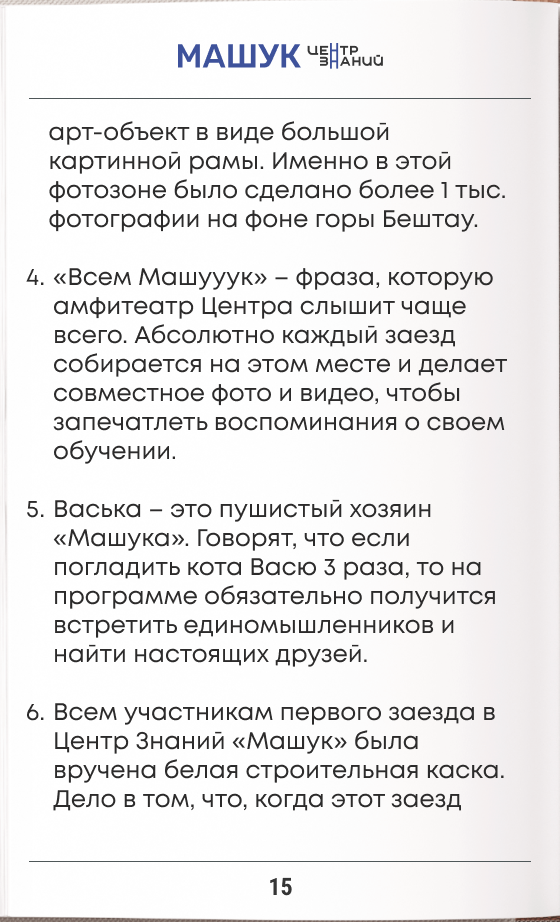 МАШУК ЦЕНТР
ЗНАНИЙ
арт-объект в виде большой
картинной рамы. Именно в этой
фотозоне было сделано более 1 тыс.
фотографии на фоне горы Бештау.
4. «Всем Машууук» – фраза, которую
амфитеатр Центра слышит чаще
всего. Абсолютно каждый заезд
собирается на этом месте и делает
совместное фото и видео, чтобы
запечатлеть воспоминания о своем
обучении.
5. Васька – это пушистый хозяин
«Машука». Говорят, что если
погладить кота Васю 3 раза, то на
программе обязательно получится
встретить единомышленников и
найти настоящих друзей.
6. Всем участникам первого заезда в
Центр Знаний «Машук» была
вручена белая строительная каска.
Дело в том, что, когда этот заезд
15